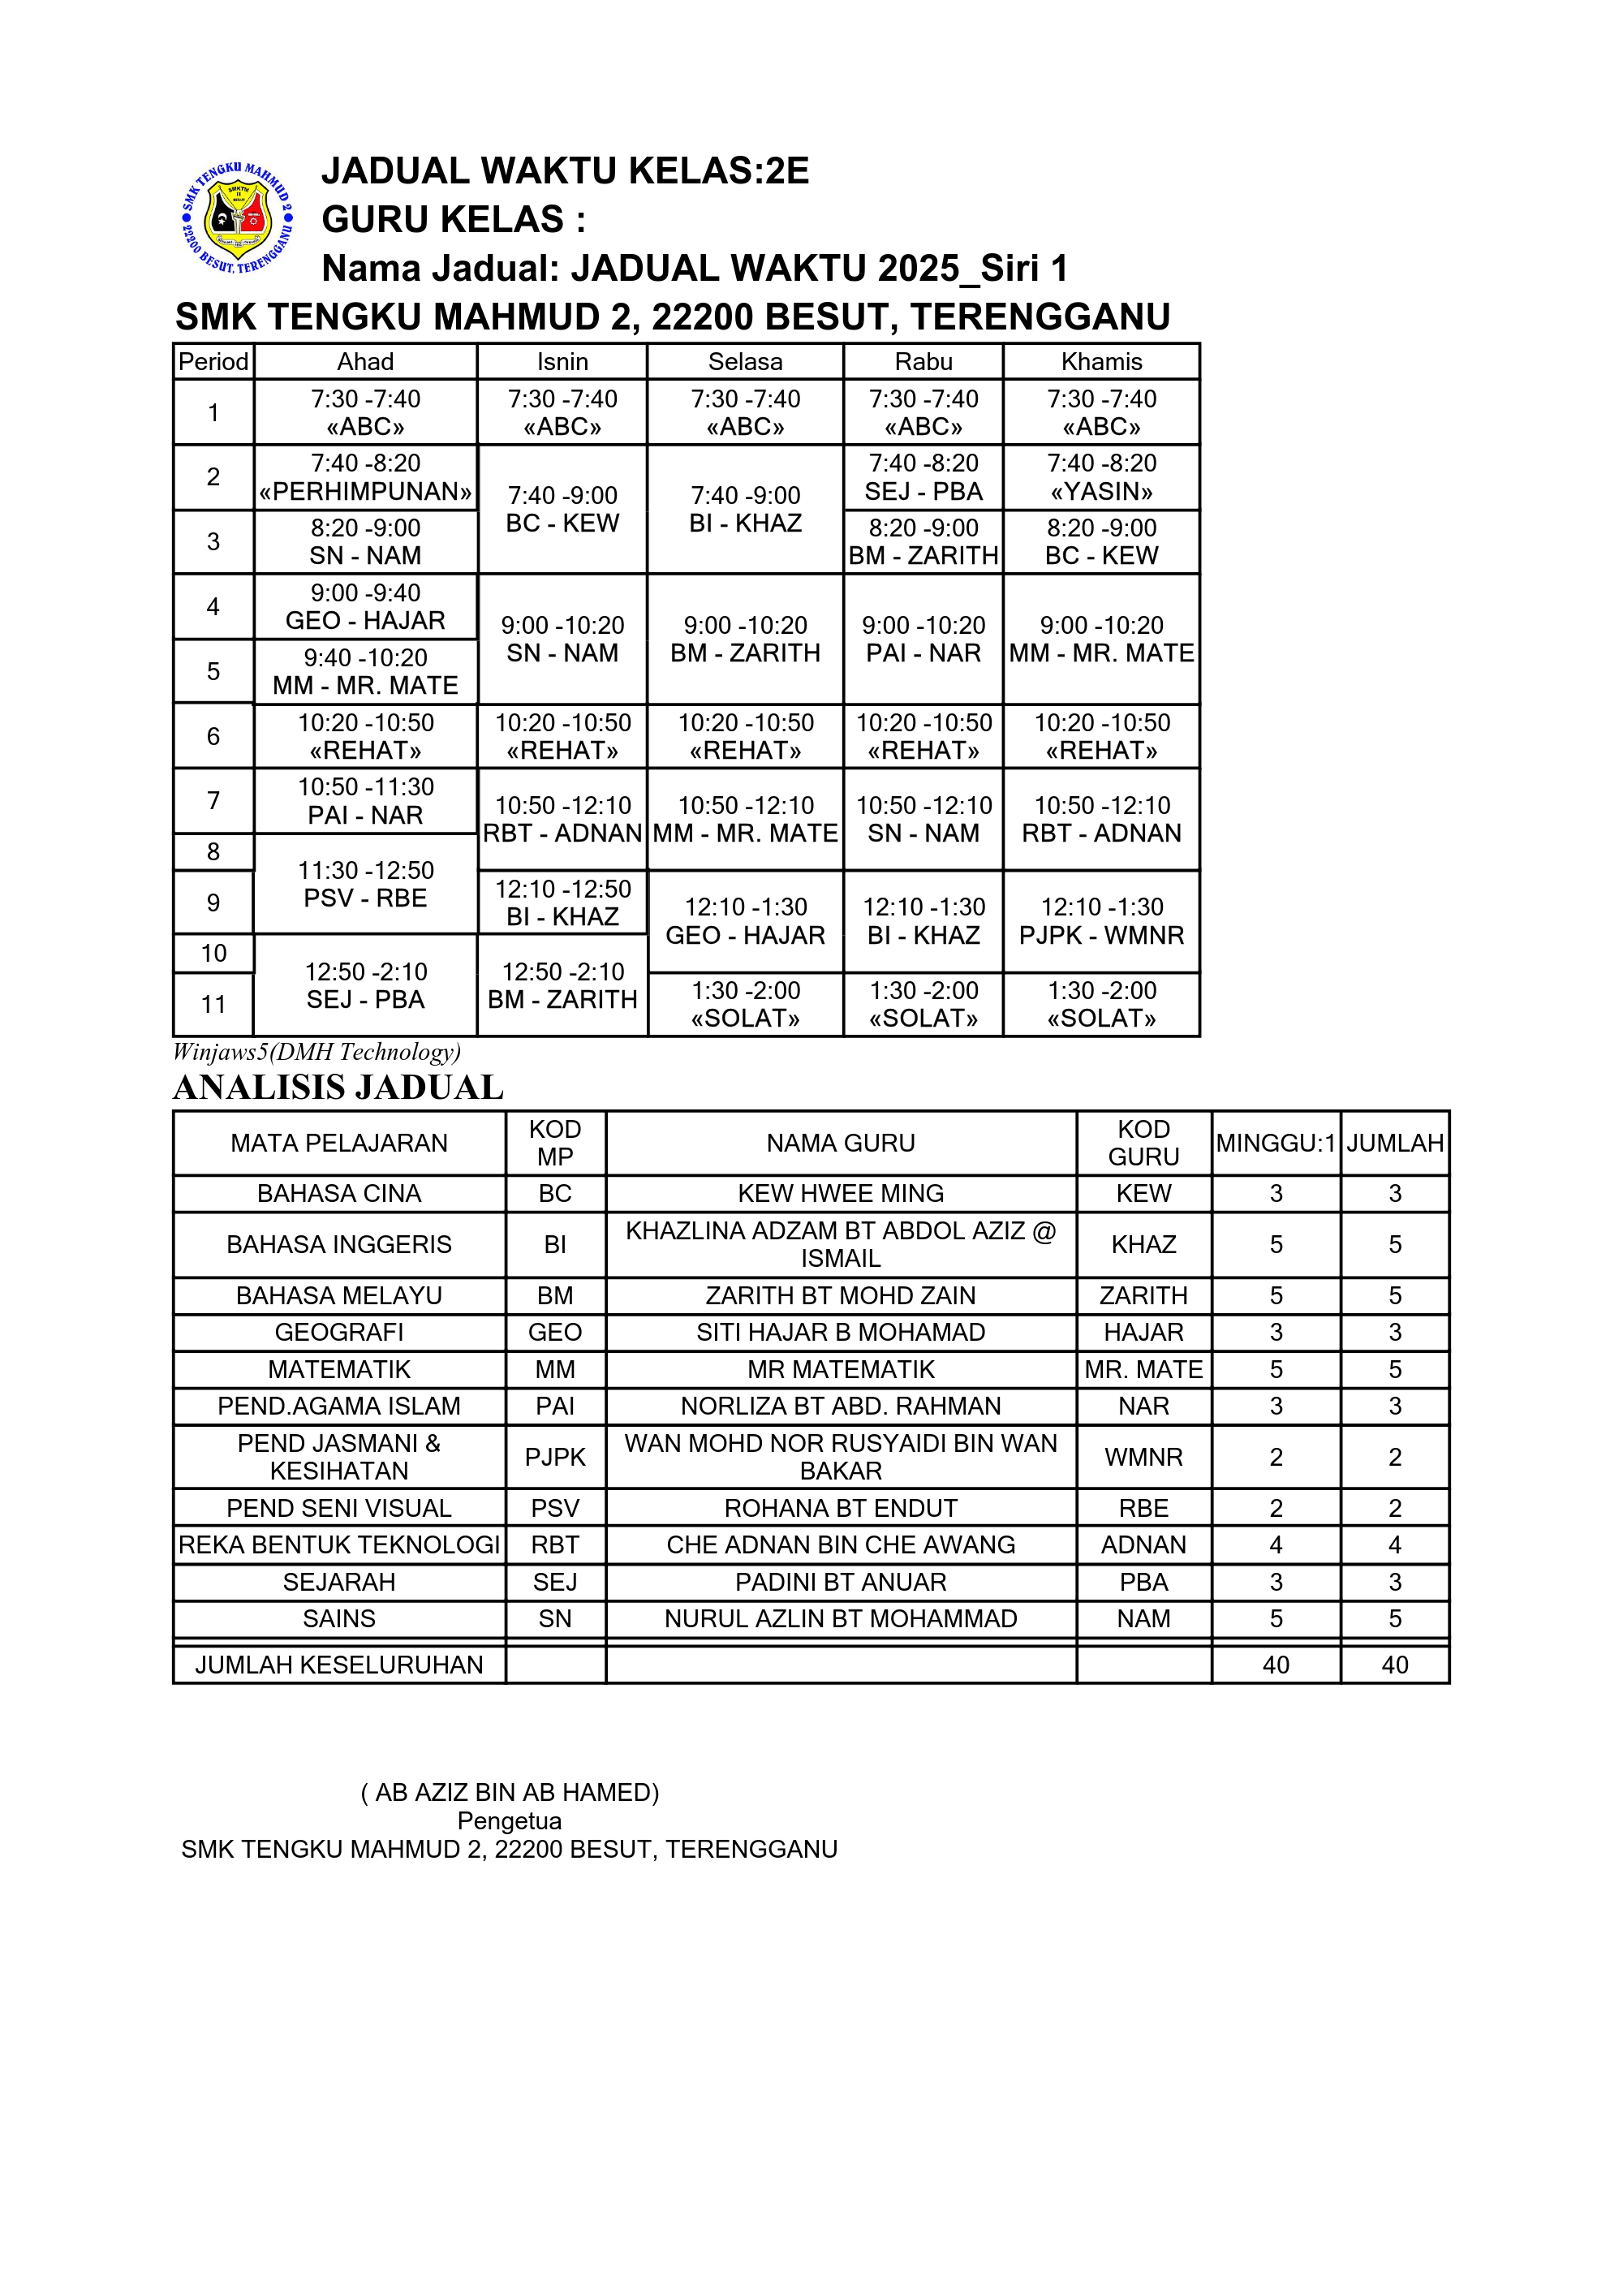 SMK TENGKU MAHMUD 2
22200 BESUT, TERENGGANU
JADUAL WAKTU KELAS:2E
GURU KELAS :
Nama Jadual: JADUAL WAKTU 2025_Siri 1
SMK TENGKU MAHMUD 2, 22200 BESUT, TERENGGANU
Period Ahad Isnin Selasa Rabu Khamis
1 7:30 -7:40 «ABC» 7:30 -7:40 «ABC» 7:30 -7:40 «ABC» 7:30 -7:40 «ABC» 7:30 -7:40 «ABC»
2 7:40 -8:20 «PERHIMPUNAN» 7:40 -9:00 BC - KEW 7:40 -9:00 BI - KHAZ 7:40 -8:20 SEJ - PBA 7:40 -8:20 «YASIN»
3 8:20 -9:00 SN - NAM 8:20 -9:00 BM - ZARITH 8:20 -9:00 BC - KEW
4 9:00 -9:40 GEO - HAJAR 9:00 -10:20 SN - NAM 9:00 -10:20 BM - ZARITH 9:00 -10:20 PAI - NAR 9:00 -10:20 MM - MR. MATE
5 9:40 -10:20 MM - MR. MATE
6 10:20 -10:50 «REHAT» 10:20 -10:50 «REHAT» 10:20 -10:50 «REHAT» 10:20 -10:50 «REHAT» 10:20 -10:50 «REHAT»
7 10:50 -11:30 PAI - NAR 10:50 -12:10 RBT - ADNAN 10:50 -12:10 MM - MR. MATE 10:50 -12:10 SN - NAM 10:50 -12:10 RBT - ADNAN
8 11:30 -12:50 PSV - RBE
9 12:10 -12:50 BI - KHAZ 12:10 -1:30 GEO - HAJAR 12:10 -1:30 BI - KHAZ 12:10 -1:30 PJPK - WMNR
10 12:50 -2:10 SEJ - PBA 12:50 -2:10 BM - ZARITH
11 1:30 -2:00 «SOLAT» 1:30 -2:00 «SOLAT» 1:30 -2:00 «SOLAT»
Winjaws5(DMH Technology)
ANALISIS JADUAL
MATA PELAJARAN KOD MP NAMA GURU KOD GURU MINGGU:1 JUMLAH
BAHASA CINA BC KEW HWEE MING KEW 3 3
BAHASA INGGERIS BI KHAZLINA ADZAM BT ABDOL AZIZ @ ISMAIL KHAZ 5 5
BAHASA MELAYU BM ZARITH BT MOHD ZAIN ZARITH 5 5
GEOGRAFI GEO SITI HAJAR B MOHAMAD HAJAR 3 3
MATEMATIK MM MR MATEMATIK MR. MATE 5 5
PEND.AGAMA ISLAM PAI NORLIZA BT ABD. RAHMAN NAR 3 3
PEND JASMANI & KESIHATAN PJPK WAN MOHD NOR RUSYAIDI BIN WAN BAKAR WMNR 2 2
PEND SENI VISUAL PSV ROHANA BT ENDUT RBE 2 2
REKA BENTUK TEKNOLOGI RBT CHE ADNAN BIN CHE AWANG ADNAN 4 4
SEJARAH SEJ PADINI BT ANUAR PBA 3 3
SAINS SN NURUL AZLIN BT MOHAMMAD NAM 5 5
JUMLAH KESELURUHAN 40 40
( AB AZIZ BIN AB HAMED)
Pengetua
SMK TENGKU MAHMUD 2, 22200 BESUT, TERENGGANU